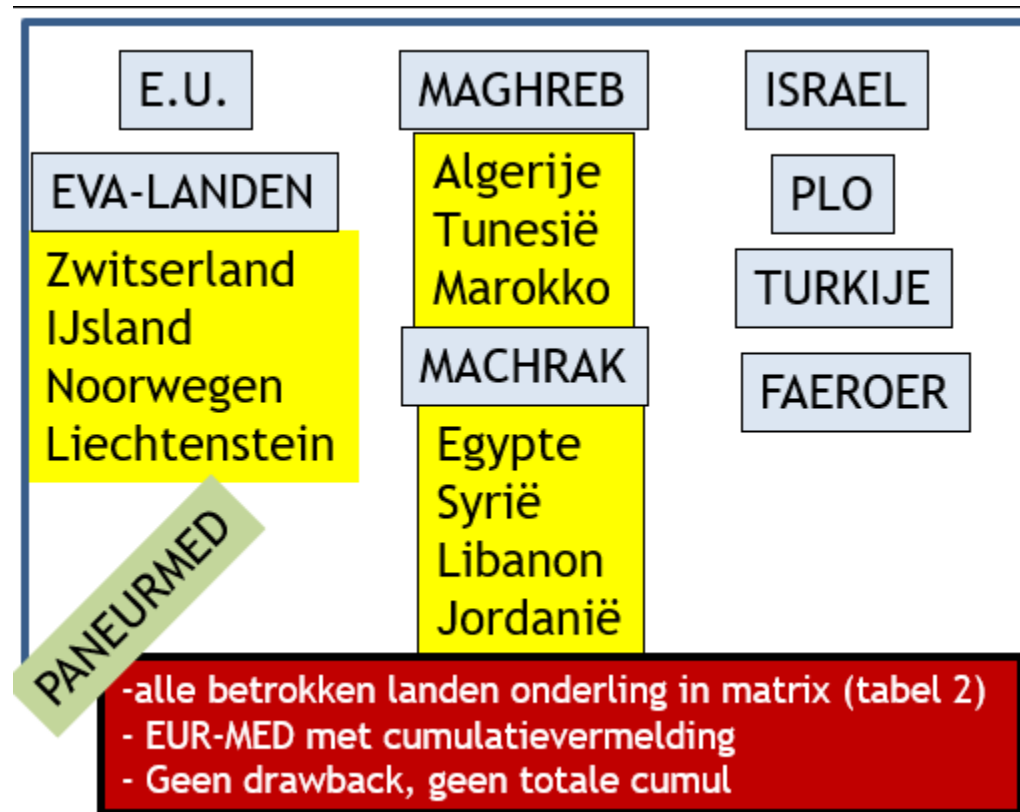 E.U.
EVA-LANDEN
Zwitserland
IJsland
Noorwegen
Liechtenstein
MAGHREB
Algerije
Tunesië
Marokko
MACHRAK
Egypte
Syrië
Libanon
Jordanië
ISRAEL
PLO
TURKIJE
FAEROER
PANEURMED
-alle betrokken landen onderling in matrix (tabel 2)
- EUR-MED met cumulatievermelding
- Geen drawback, geen totale cumul